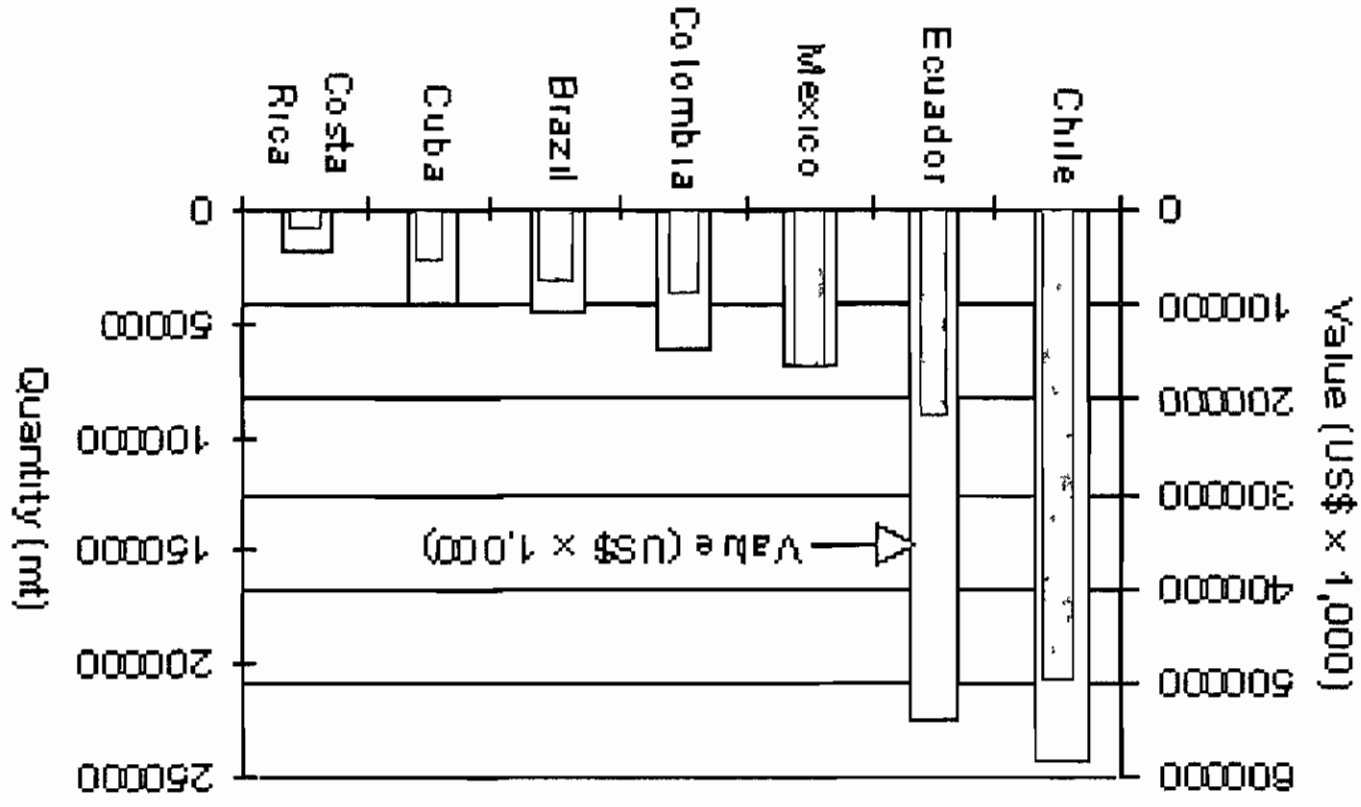 Value (US$ × 1,000)
600000
500000
400000
300000
200000
100000
0
Value (US$ × 1,000)
250000
200000
150000
100000
50000
0
Quantity (mt)
Chile
Ecuador
Mexico
Colombia
Brazil
Cuba
Costa
Rica